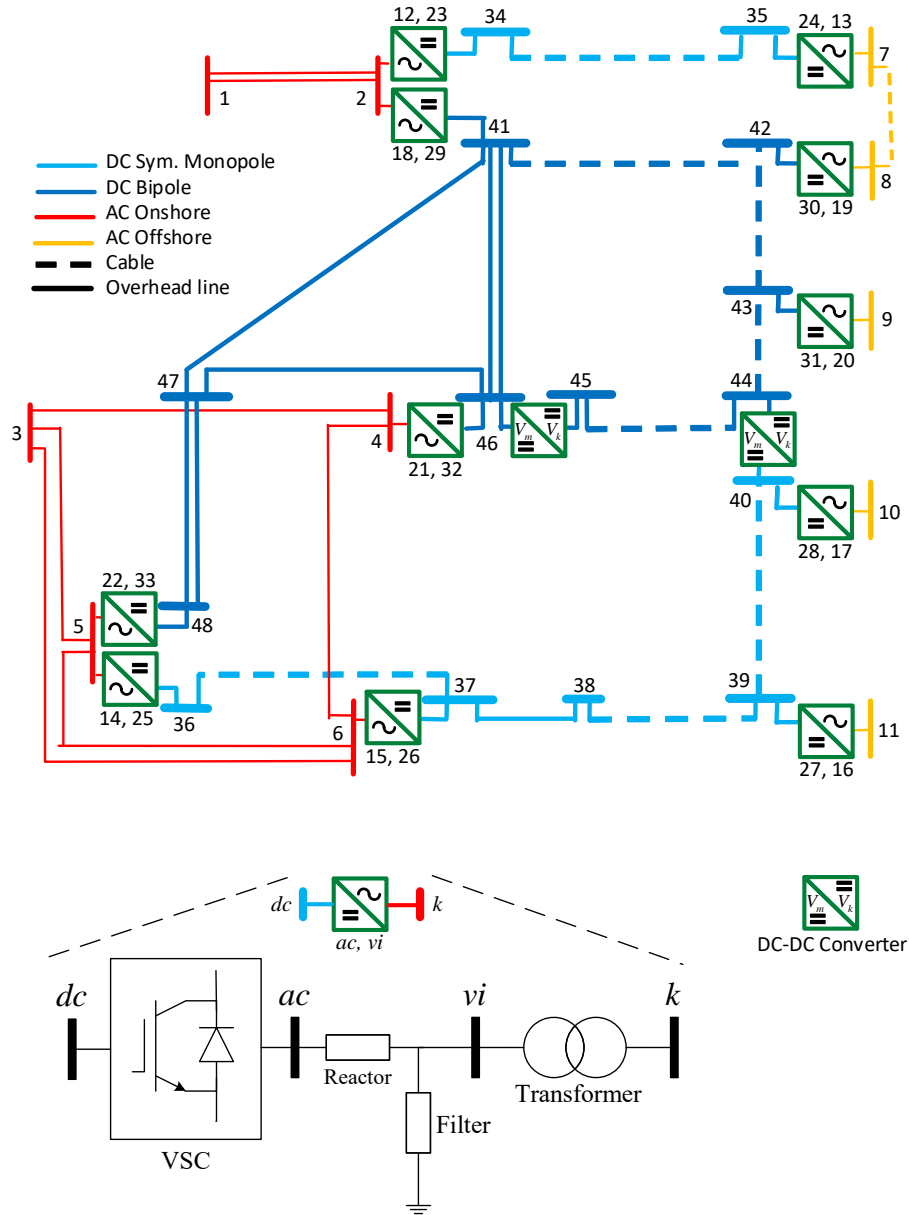 12, 23
34
35
24, 13
7
1
2
18, 29
41
42
30, 19
8
DC Sym. Monopole
DC Bipole
AC Onshore
AC Offshore
Cable
Overhead line
43
31, 20
9
47
45
44
3
4
21, 32
46
V_m V_k
V_m V_k
40
28, 17
10
22, 33
5
48
14, 25
36
37
38
39
6
15, 26
27, 16
11
dc
k
ac, vi
V_m V_k
DC-DC Converter
dc
ac
vi
k
Reactor
Transformer
Filter
VSC